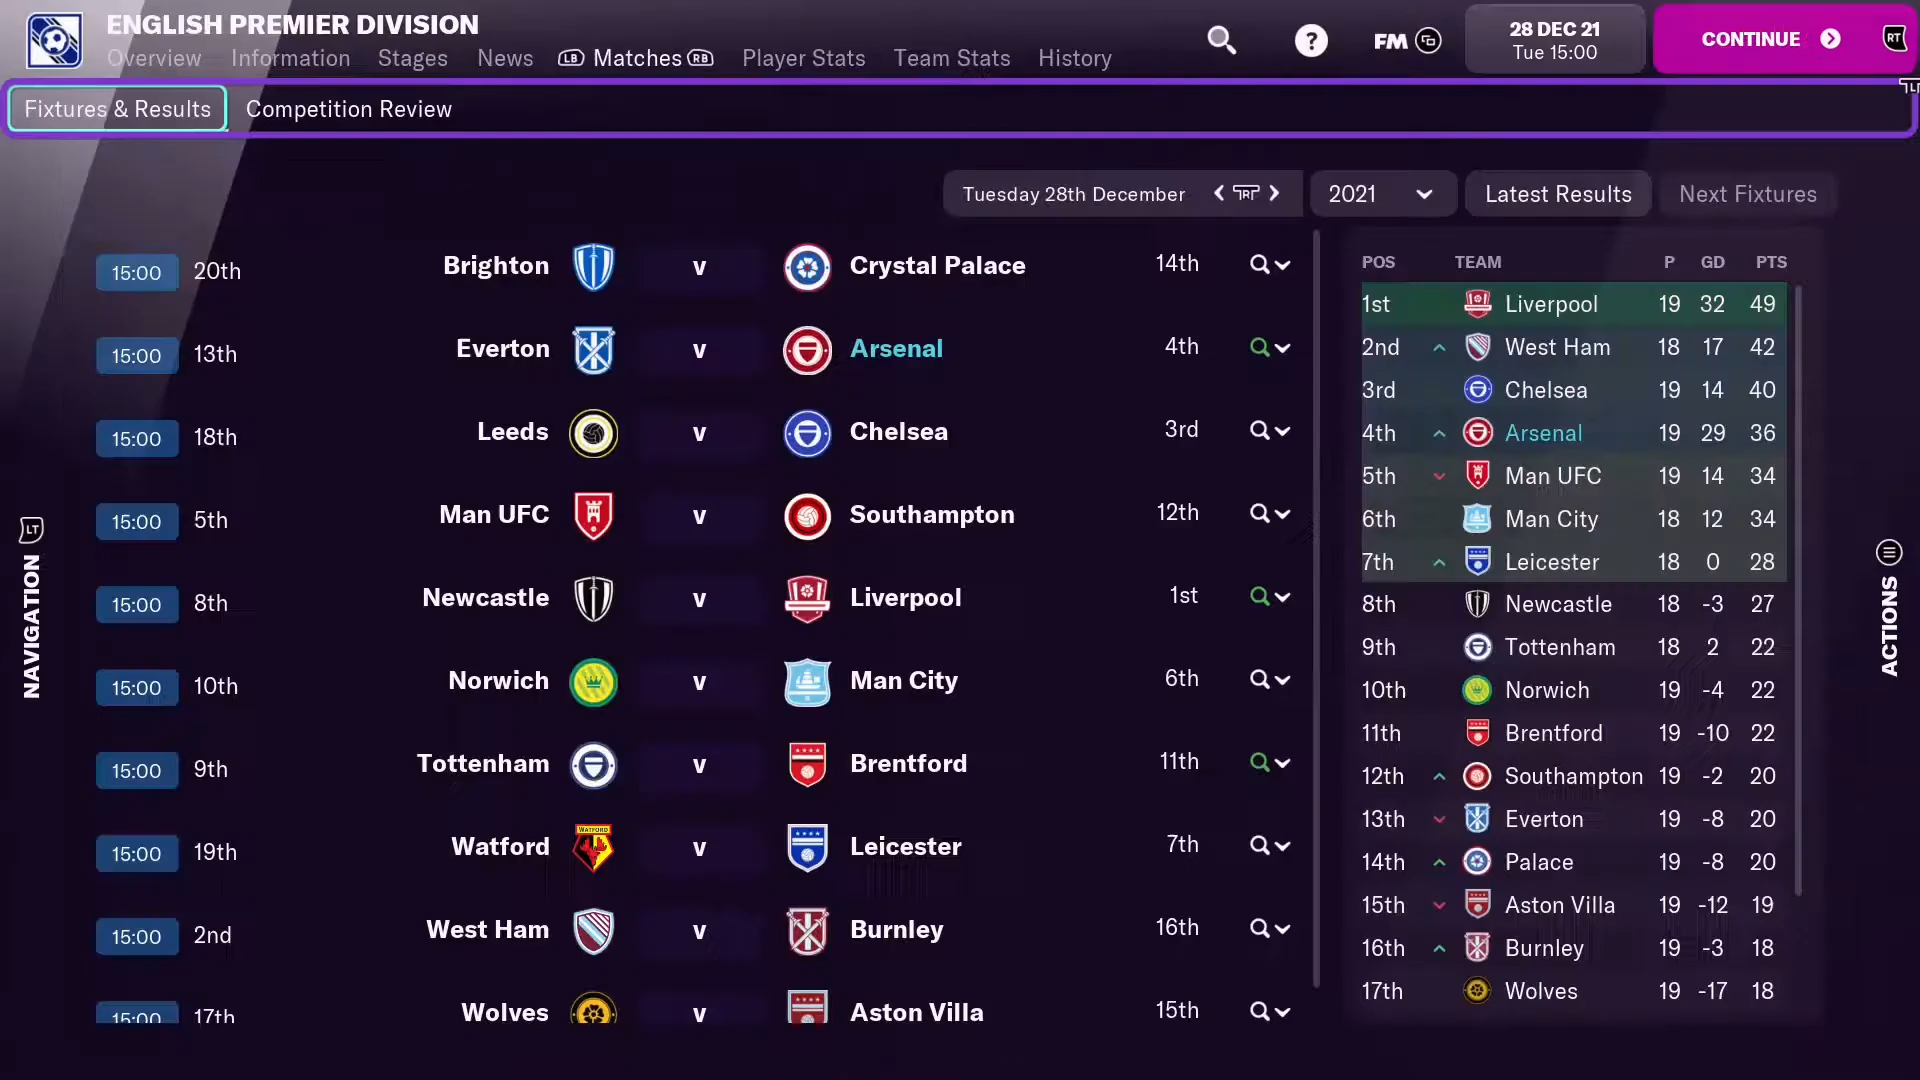 ENGLISH PREMIER DIVISION
Overview Information Stages News LB Matches RB Player Stats Team Stats History
FM
28 DEC 21
Tue 15:00
CONTINUE RT
Fixtures & Results Competition Review
Tuesday 28th December 2021 Latest Results Next Fixtures
15:00 20th Brighton v Crystal Palace 14th
15:00 13th Everton v Arsenal 4th
15:00 18th Leeds v Chelsea 3rd
15:00 5th Man UFC v Southampton 12th
15:00 8th Newcastle v Liverpool 1st
15:00 10th Norwich v Man City 6th
15:00 9th Tottenham v Brentford 11th
15:00 19th Watford WATFORD v Leicester 7th
15:00 2nd West Ham v Burnley 16th
15:00 17th Wolves v Aston Villa 15th
POS TEAM P GD PTS
1st Liverpool 19 32 49
2nd West Ham 18 17 42
3rd Chelsea 19 14 40
4th Arsenal 19 29 36
5th Man UFC 19 14 34
6th Man City 18 12 34
7th Leicester 18 0 28
8th Newcastle 18 -3 27
9th Tottenham 18 2 22
10th Norwich 19 -4 22
11th Brentford 19 -10 22
12th Southampton 19 -2 20
13th Everton 19 -8 20
14th Palace 19 -8 20
15th Aston Villa 19 -12 19
16th Burnley 19 -3 18
17th Wolves 19 -17 18
NAVIGATION LT
ACTIONS